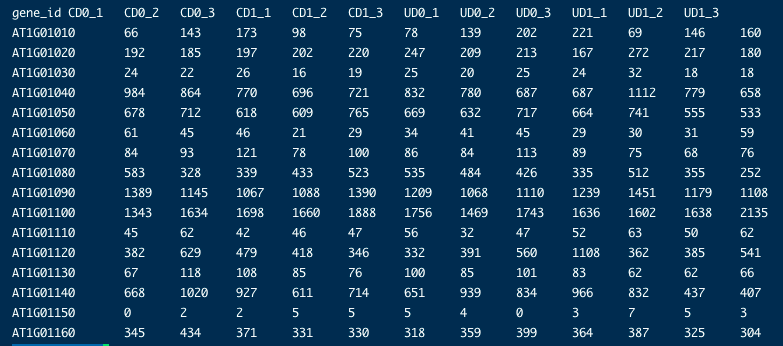 gene_id CD0_1 CD0_2 CD0_3 CD1_1 CD1_2 CD1_3 UD0_1 UD0_2 UD0_3 UD1_1 UD1_2 UD1_3
AT1G01010 66 143 173 98 75 78 139 202 221 69 146 160
AT1G01020 192 185 197 202 220 247 209 213 167 272 217 180
AT1G01030 24 22 26 16 19 25 20 25 24 32 18 18
AT1G01040 984 864 770 696 721 832 780 687 687 1112 779 658
AT1G01050 678 712 618 609 765 669 632 717 664 741 555 533
AT1G01060 61 45 46 21 29 34 41 45 29 30 31 59
AT1G01070 84 93 121 78 100 86 84 113 89 75 68 76
AT1G01080 583 328 339 433 523 535 484 426 335 512 355 252
AT1G01090 1389 1145 1067 1088 1390 1209 1068 1110 1239 1451 1179 1108
AT1G01100 1343 1634 1698 1660 1888 1756 1469 1743 1636 1602 1638 2135
AT1G01110 45 62 42 46 47 56 32 47 52 63 50 62
AT1G01120 382 629 479 418 346 332 391 560 1108 362 385 541
AT1G01130 67 118 108 85 76 100 85 101 83 62 62 66
AT1G01140 668 1020 927 611 714 651 939 834 966 832 437 407
AT1G01150 0 2 2 5 5 5 4 0 3 7 5 3
AT1G01160 345 434 371 331 330 318 359 399 364 387 325 304